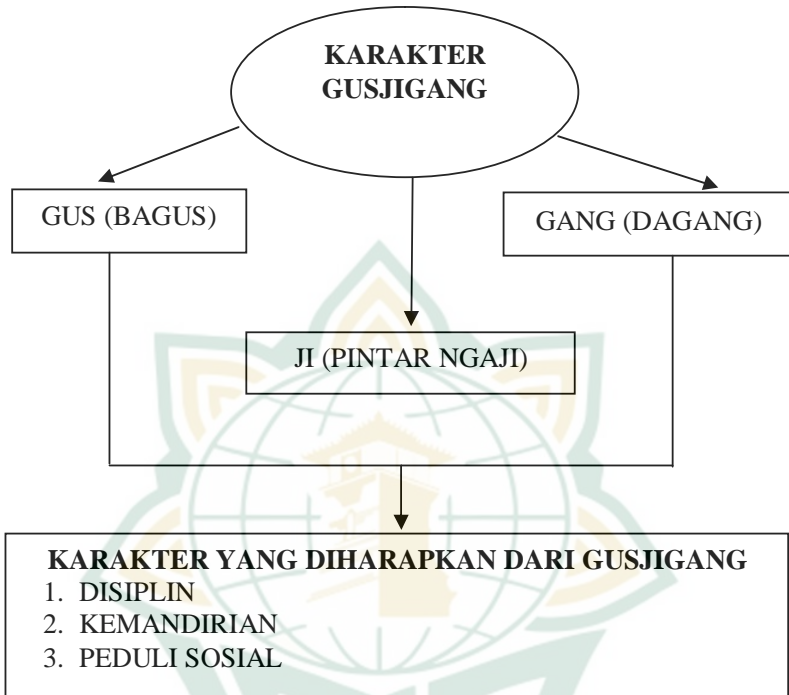 KARAKTER
GUSJIGANG
GUS (BAGUS)
GANG (DAGANG)
JI (PINTAR NGAJI)
KARAKTER YANG DIHARAPKAN DARI GUSJIGANG
1. DISIPLIN
2. KEMANDIRIAN
3. PEDULI SOSIAL